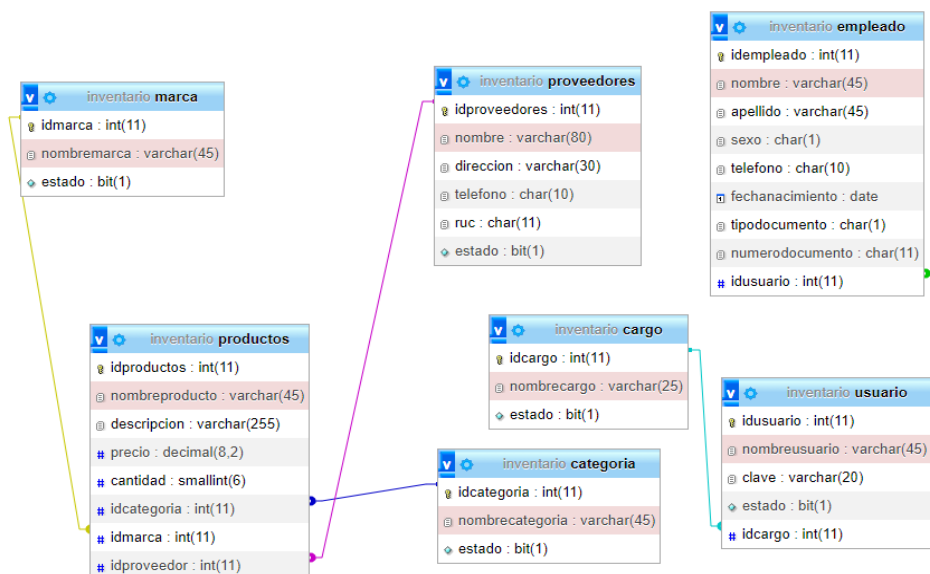 inventario marca
idmarca : int(11)
nombremarca : varchar(45)
estado : bit(1)
inventario proveedores
idproveedores : int(11)
nombre : varchar(80)
direccion : varchar(30)
telefono : char(10)
ruc : char(11)
estado : bit(1)
inventario empleado
idempleado : int(11)
nombre : varchar(45)
apellido : varchar(45)
sexo : char(1)
telefono : char(10)
fechanacimiento : date
tipodocumento : char(1)
numerodocumento : char(11)
idusuario : int(11)
inventario productos
idproductos : int(11)
nombreproducto : varchar(45)
descripcion : varchar(255)
precio : decimal(8,2)
cantidad : smallint(6)
idcategoria : int(11)
idmarca : int(11)
idproveedor : int(11)
inventario cargo
idcargo : int(11)
nombrecargo : varchar(25)
estado : bit(1)
inventario categoria
idcategoria : int(11)
nombrecategoria : varchar(45)
estado : bit(1)
inventario usuario
idusuario : int(11)
nombreusuario : varchar(45)
clave : varchar(20)
estado : bit(1)
idcargo : int(11)